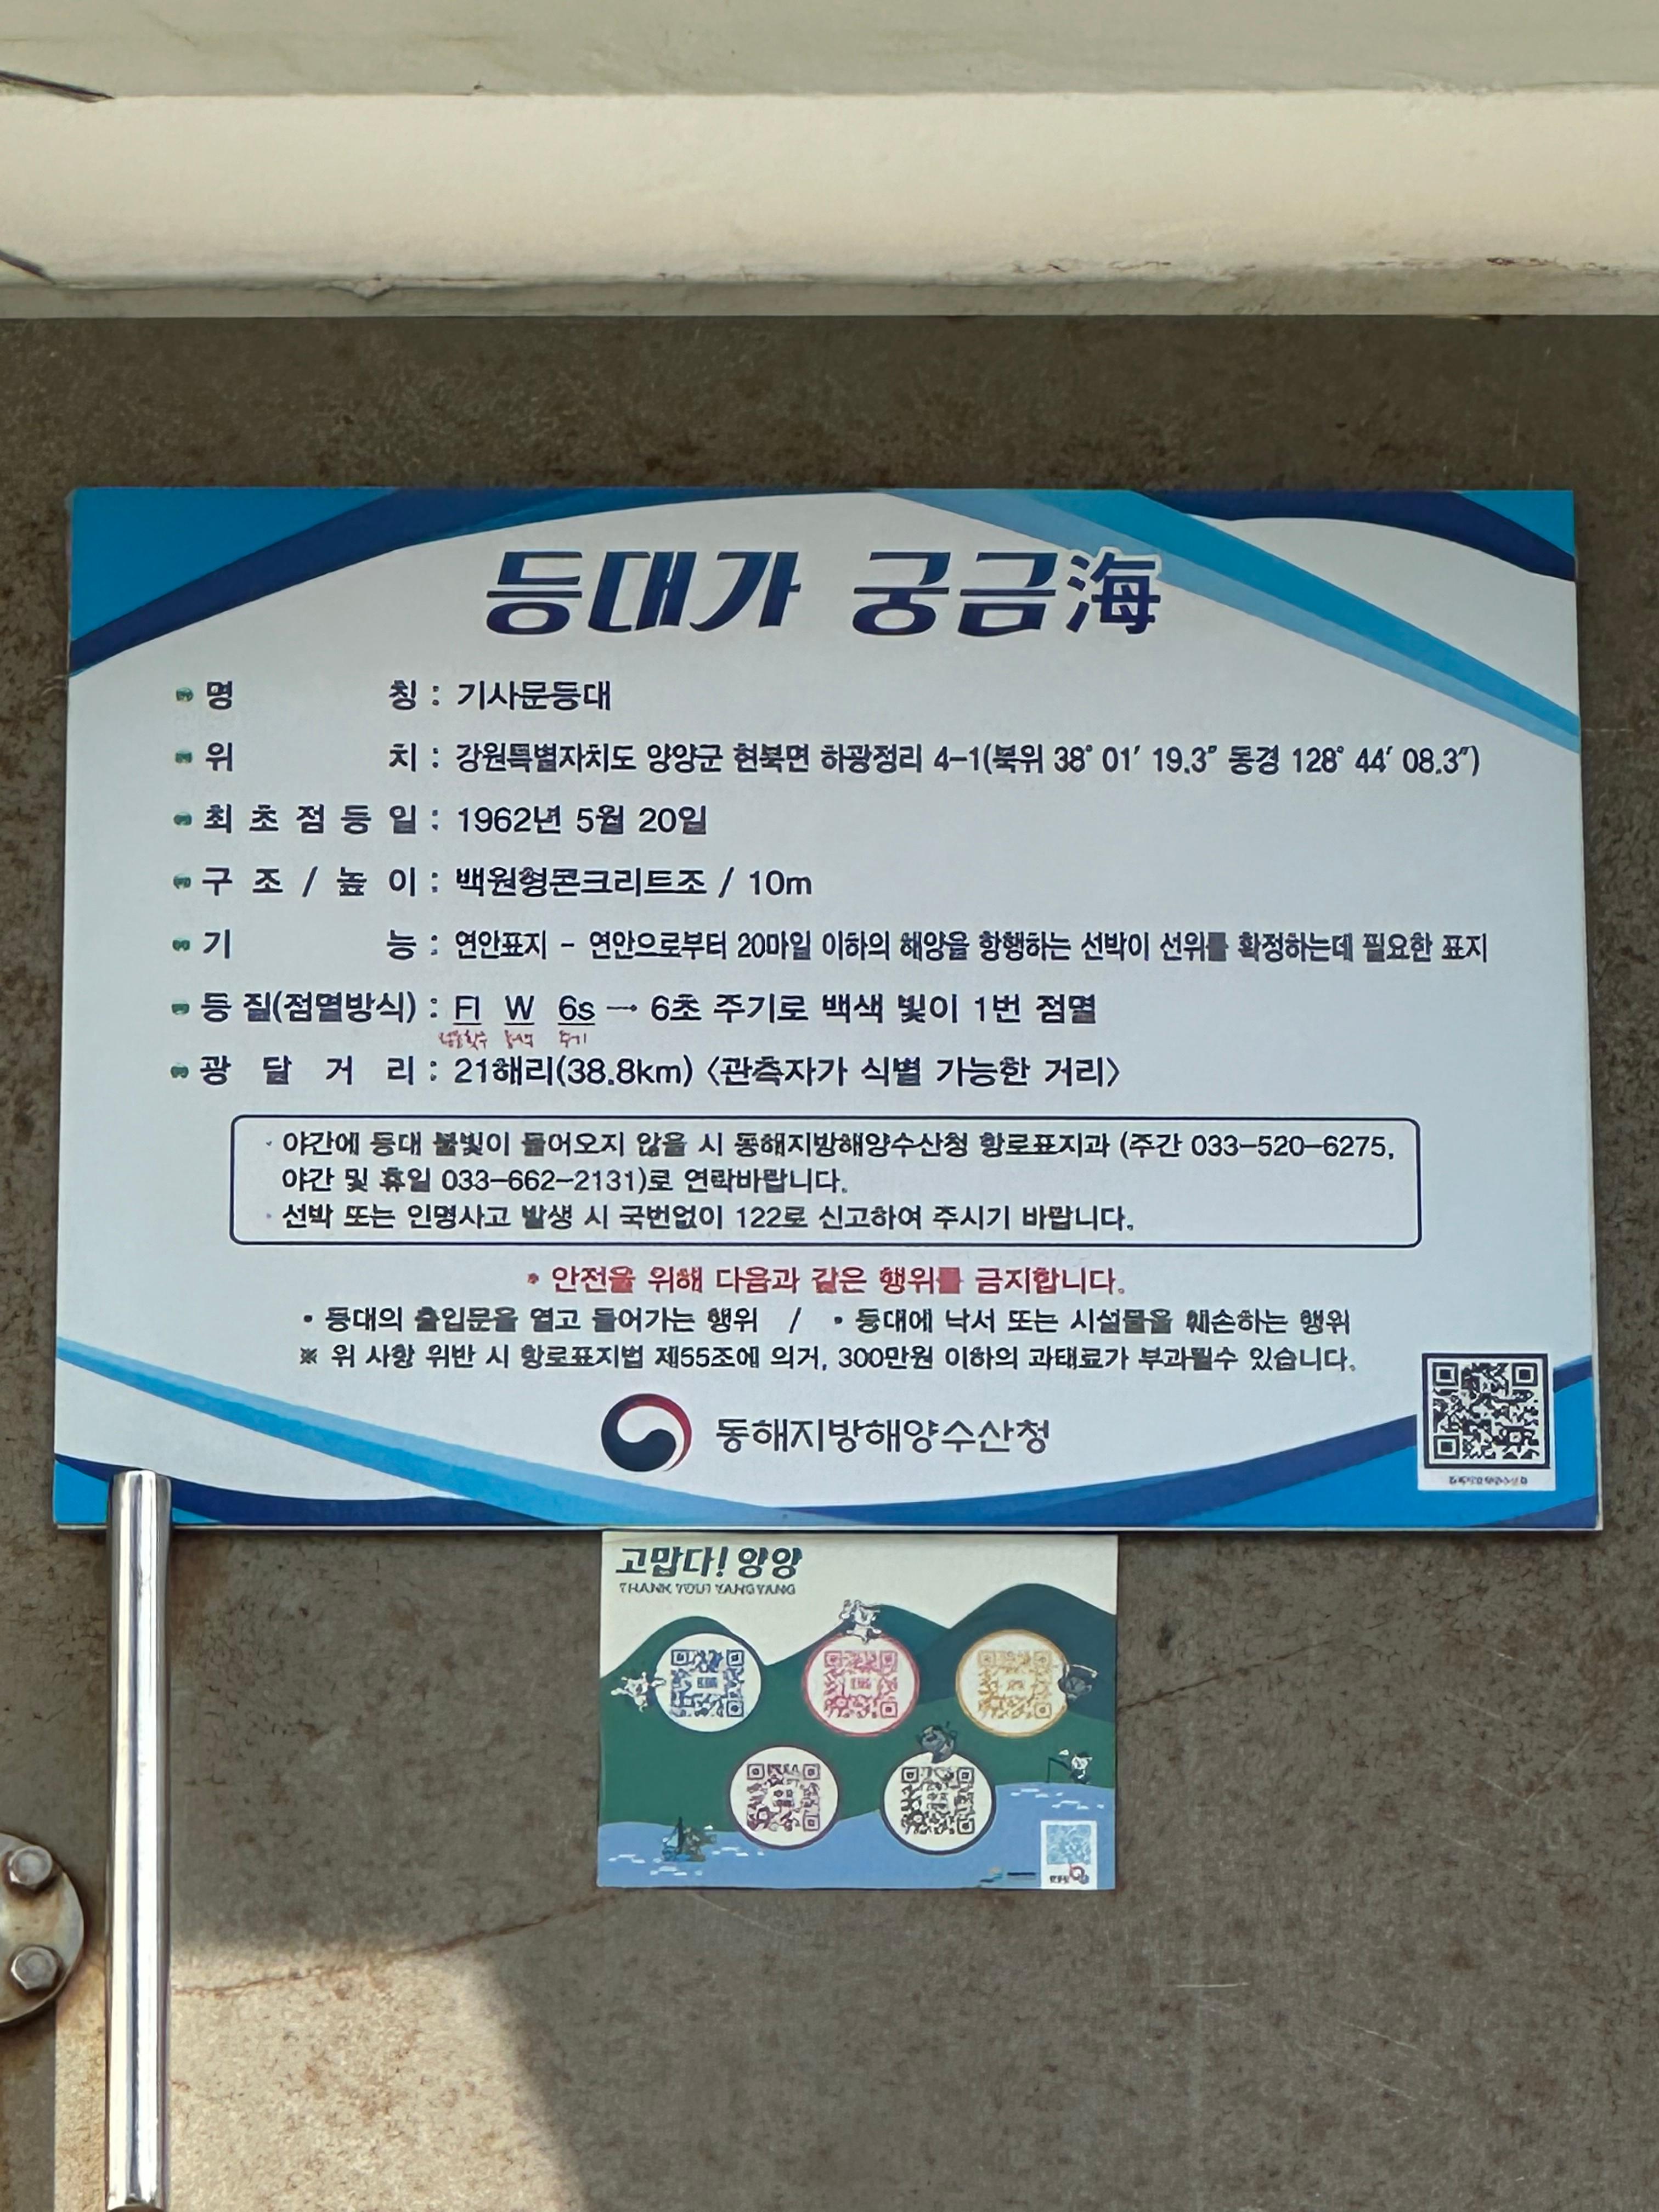 등대가 궁금海
명 칭 : 기사문등대
위 치 : 강원특별자치도 양양군 현북면 하광정리 4-1(북위 38° 01′ 19.3″ 동경 128° 44′ 08.3″)
최 초 점 등 일 : 1962년 5월 20일
구 조 / 높 이 : 백원형콘크리트조 / 10m
기 능 : 연안표지 - 연안으로부터 20마일 이하의 해양을 항행하는 선박이 선위를 확정하는데 필요한 표지
등 질(점멸방식) : Fl W 6s → 6초 주기로 백색 빛이 1번 점멸
주기
광 달 거 리 : 21해리(38.8km) 〈관측자가 식별 가능한 거리〉
· 야간에 등대 불빛이 들어오지 않을 시 동해지방해양수산청 항로표지과 (주간 033-520-6275,
야간 및 휴일 033-662-2131)로 연락바랍니다.
· 선박 또는 인명사고 발생 시 국번없이 122로 신고하여 주시기 바랍니다.
• 안전을 위해 다음과 같은 행위를 금지합니다.
• 등대의 출입문을 열고 들어가는 행위 / • 등대에 낙서 또는 시설물을 훼손하는 행위
※ 위 사항 위반 시 항로표지법 제55조에 의거, 300만원 이하의 과태료가 부과될수 있습니다.
동해지방해양수산청
고맙다! 양양
THANK YOU! YANGYANG